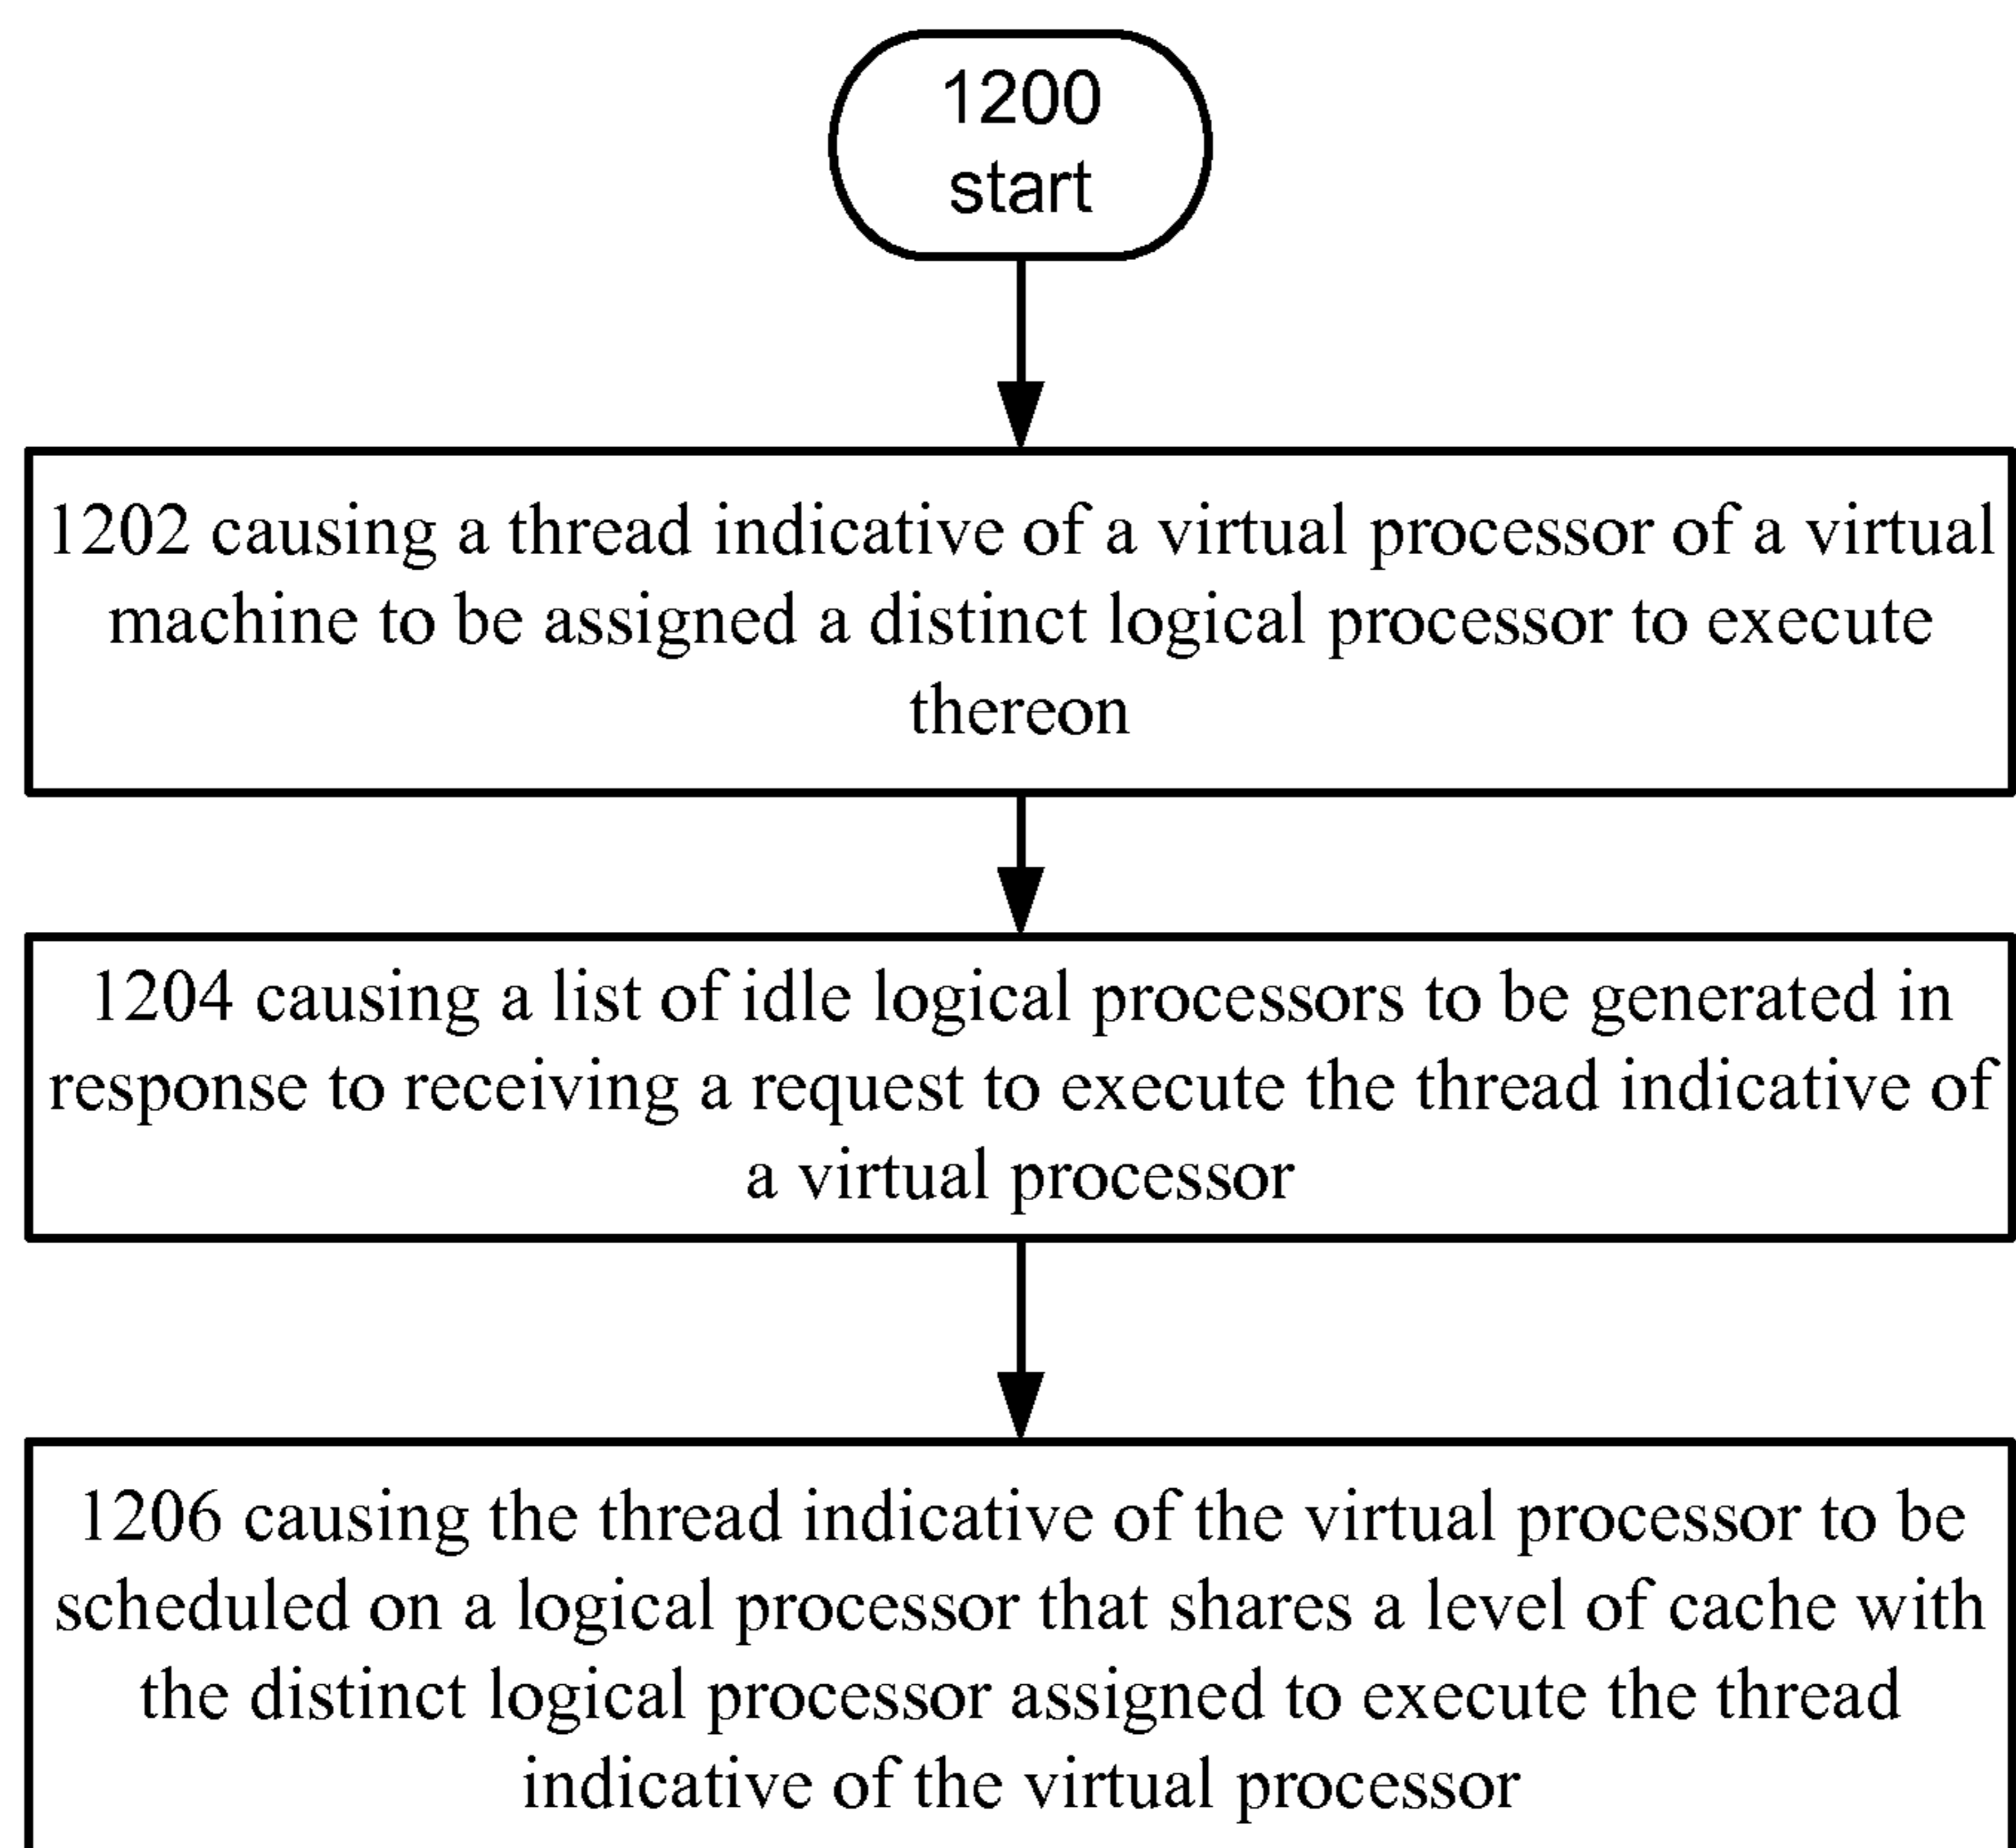 1200
start
1202 causing a thread indicative of a virtual processor of a virtual
machine to be assigned a distinct logical processor to execute
thereon
1204 causing a list of idle logical processors to be generated in
response to receiving a request to execute the thread indicative of
a virtual processor
1206 causing the thread indicative of the virtual processor to be
scheduled on a logical processor that shares a level of cache with
the distinct logical processor assigned to execute the thread
indicative of the virtual processor